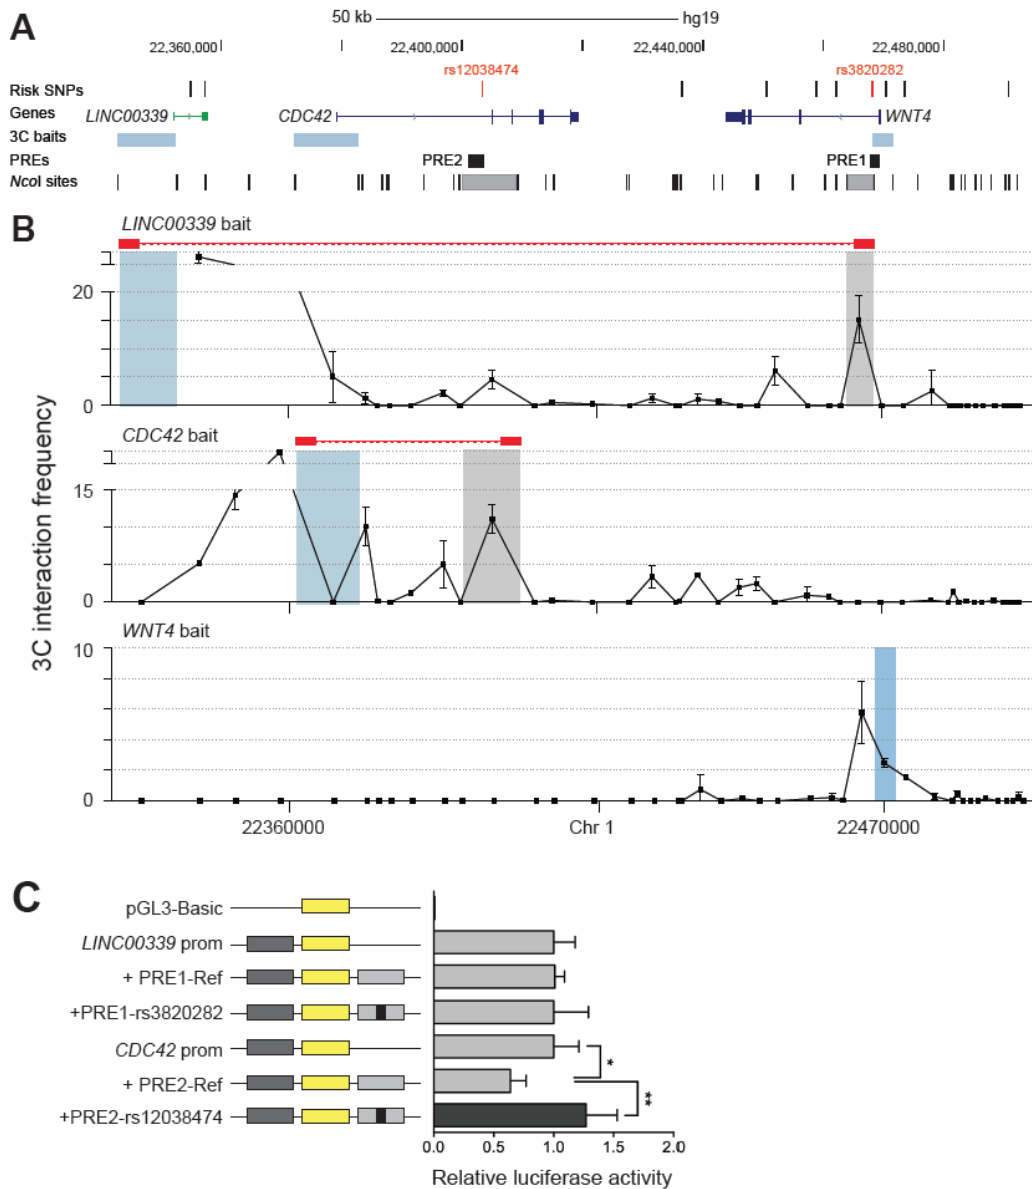 A
50 kb
hg19
22,360,000
22,400,000
22,440,000
22,480,000
rs12038474
rs3820282
Risk SNPs
Genes
LINC00339
CDC42
WNT4
3C baits
PREs
PRE2
PRE1
NcoI sites
B
LINC00339 bait
20
0
CDC42 bait
15
0
WNT4 bait
10
0
3C interaction frequency
22360000
Chr 1
22470000
C
pGL3-Basic
LINC00339 prom
+ PRE1-Ref
+PRE1-rs3820282
CDC42 prom
*
+ PRE2-Ref
**
+PRE2-rs12038474
0.0 0.5 1.0 1.5 2.0
Relative luciferase activity